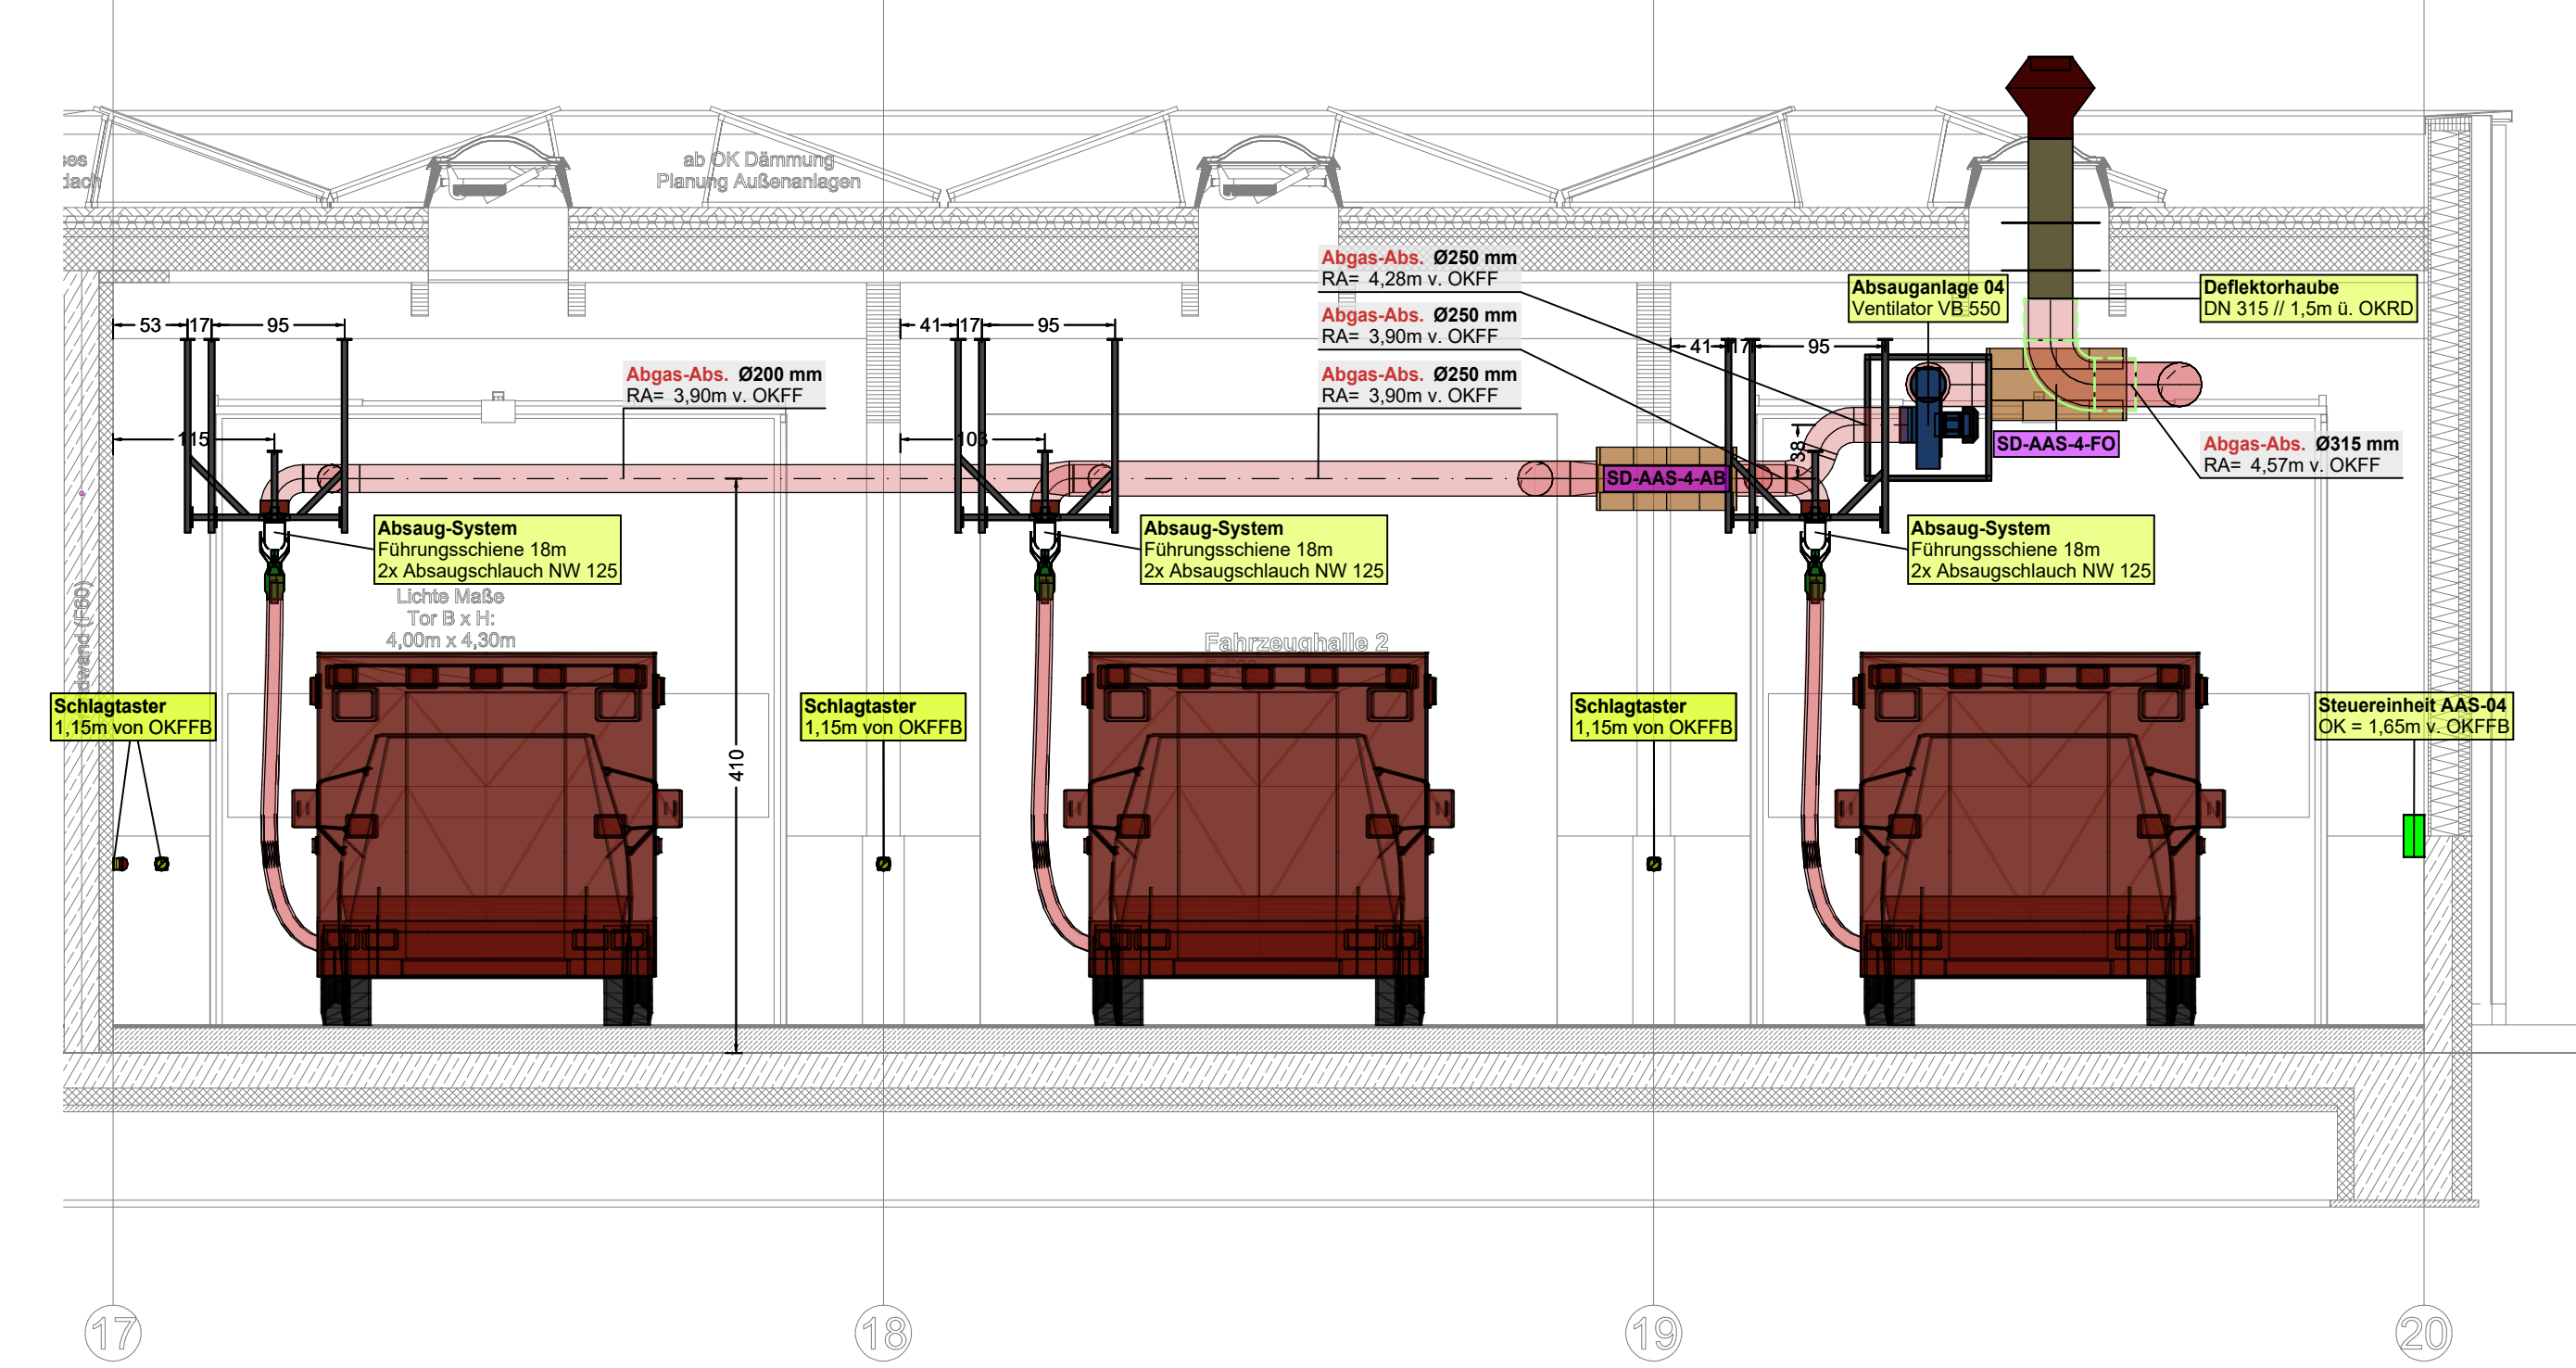 ab OK Dämmung
Planung Außenanlagen
Abgas-Abs. Ø250 mm
RA= 4,28m v. OKFF
Abgas-Abs. Ø250 mm
RA= 3,90m v. OKFF
Abgas-Abs. Ø250 mm
RA= 3,90m v. OKFF
Absauganlage 04
Ventilator VB 550
Deflektorhaube
DN 315 // 1,5m ü. OKRD
53
17
95
41
17
95
41
17
95
Abgas-Abs. Ø200 mm
RA= 3,90m v. OKFF
115
103
38
SD-AAS-4-FO
Abgas-Abs. Ø315 mm
RA= 4,57m v. OKFF
SD-AAS-4-AB
Absaug-System
Führungsschiene 18m
2x Absaugschlauch NW 125
Absaug-System
Führungsschiene 18m
2x Absaugschlauch NW 125
Absaug-System
Führungsschiene 18m
2x Absaugschlauch NW 125
Lichte Maße
Tor B x H:
4,00m x 4,30m
Fahrzeughalle 2
(F60)
Schlagtaster
1,15m von OKFFB
Schlagtaster
1,15m von OKFFB
Schlagtaster
1,15m von OKFFB
Steuereinheit AAS-04
OK = 1,65m v. OKFFB
410
17
18
19
20